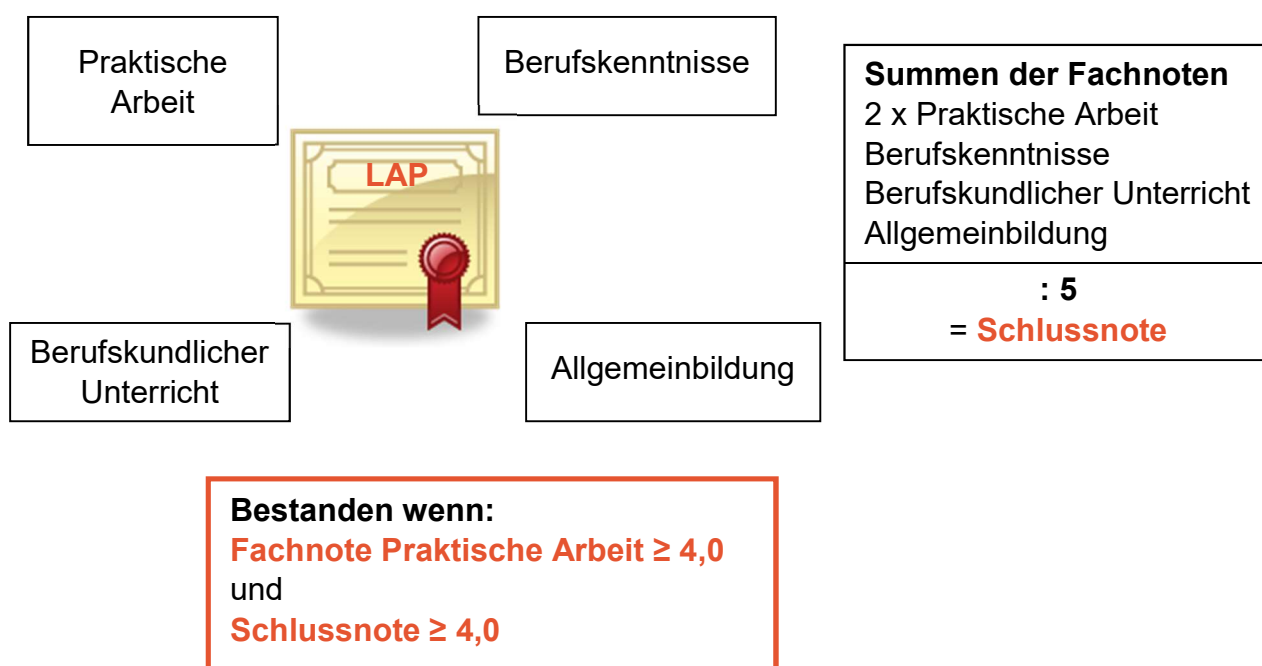 Praktische
Arbeit
Berufskenntnisse
LAP
Berufskundlicher
Unterricht
Allgemeinbildung
Summen der Fachnoten
2 x Praktische Arbeit
Berufskenntnisse
Berufskundlicher Unterricht
Allgemeinbildung
: 5
= Schlussnote
Bestanden wenn:
Fachnote Praktische Arbeit ≥ 4,0
und
Schlussnote ≥ 4,0